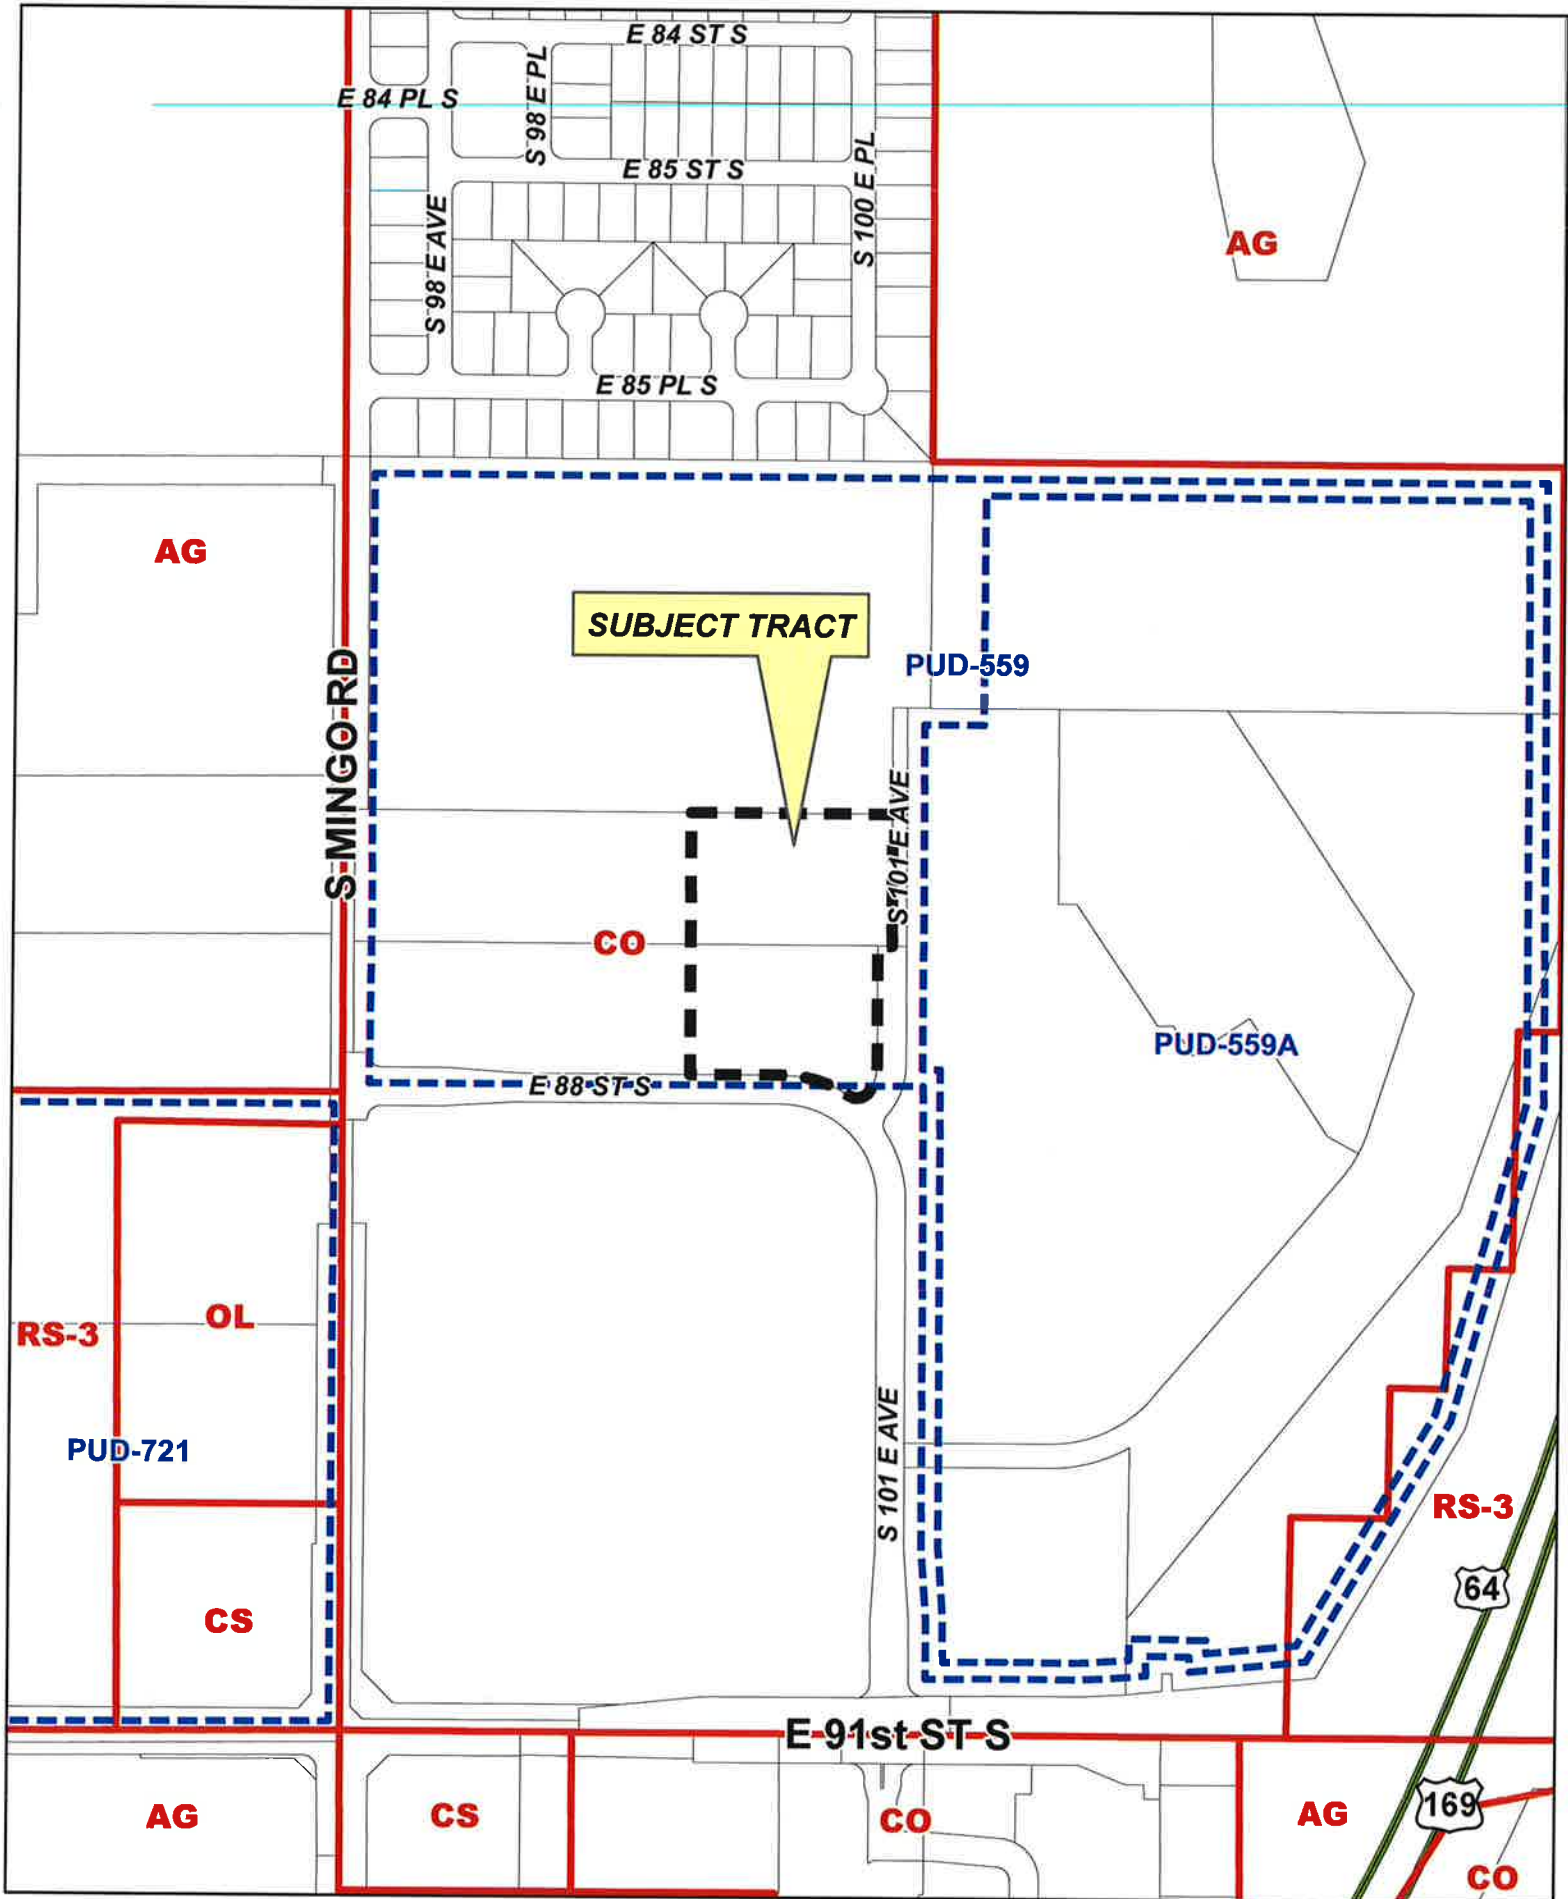 E 84 ST S
S 98 E PL
E 84 PL S
E 85 ST S
S 100 E PL
S 98 E AVE
AG
E 85 PL S
AG
SUBJECT TRACT
PUD-559
S MINGO RD
S 101 E AVE
CO
PUD-559A
E 88 ST S
OL
RS-3
PUD-721
S 101 E AVE
RS-3
64
CS
E 91st ST S
AG
CS
CO
AG
169
CO